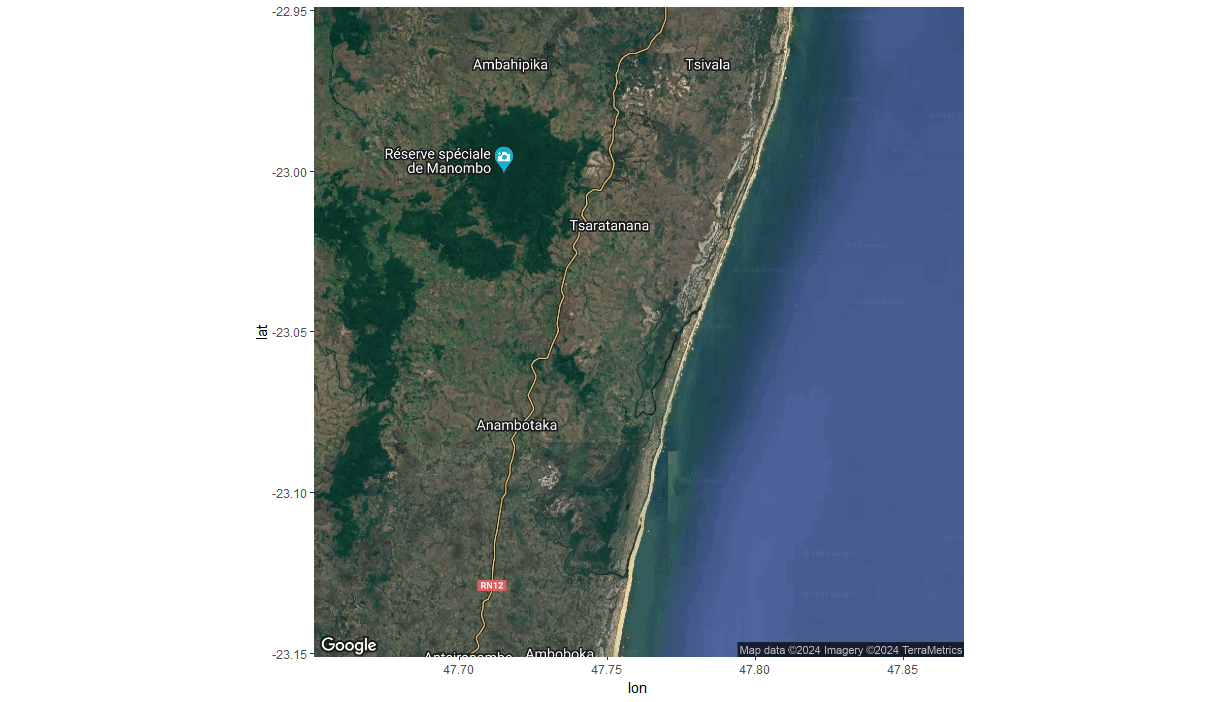 -22.95
Ambahipika
Tsivala
Réserve spéciale
de Manombo
-23.00
Tsaratanana
lat
-23.05
Anambotaka
-23.10
RN12
Google
Amboboka
-23.15
Map data ©2024 Imagery ©2024 TerraMetrics
47.70
47.75
47.80
47.85
lon